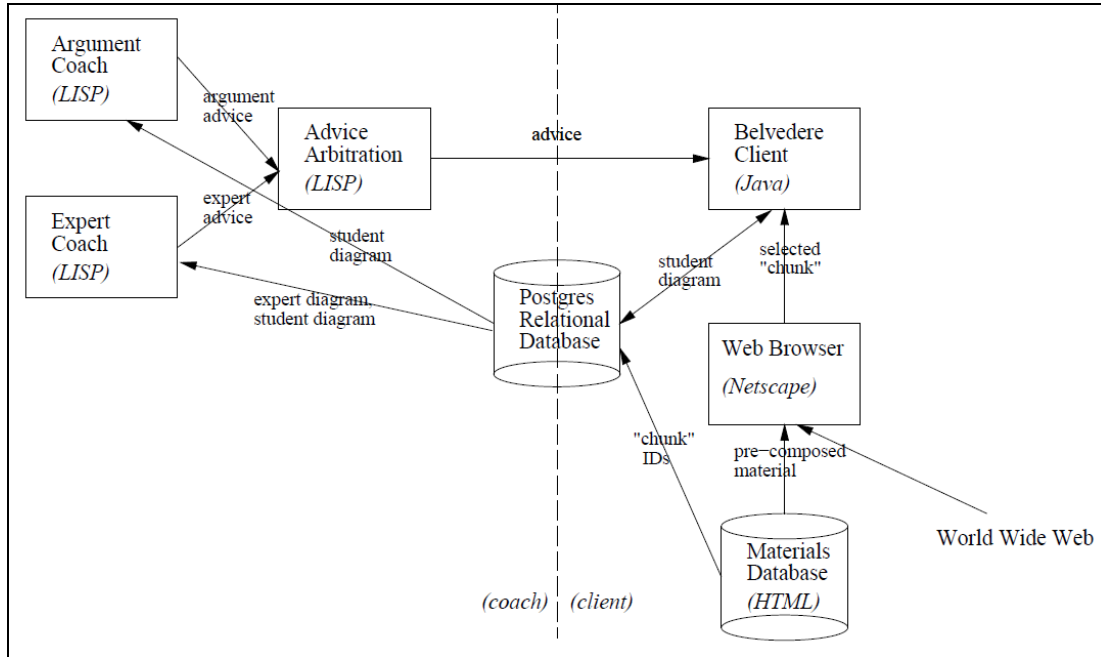 Argument
Coach
(LISP)
argument
advice
Advice
Arbitration
(LISP)
advice
Belvedere
Client
(Java)
Expert
Coach
(LISP)
expert
advice
student
diagram
expert diagram,
student diagram
Postgres
Relational
Database
student
diagram
selected
"chunk"
Web Browser
(Netscape)
"chunk"
IDs
pre-composed
material
World Wide Web
Materials
Database
(HTML)
(coach)
(client)